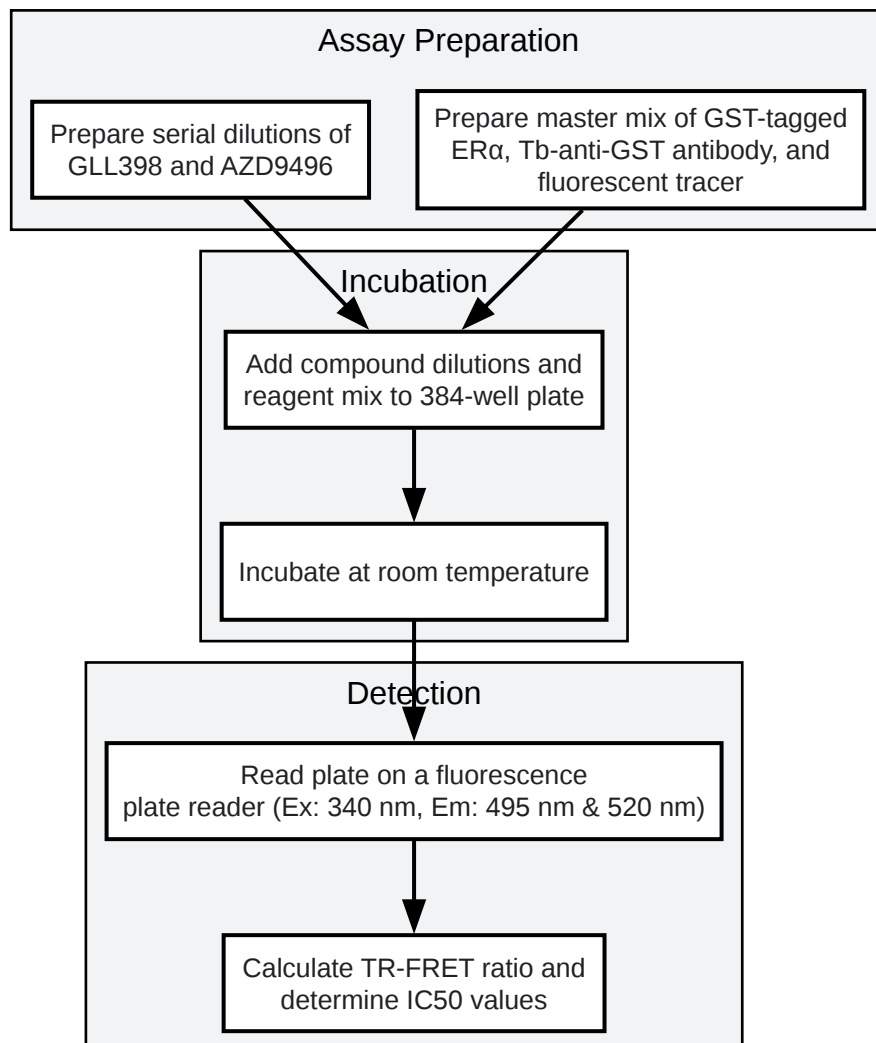 Assay Preparation
Prepare serial dilutions of
GLL398 and AZD9496
Prepare master mix of GST-tagged
ERα, Tb-anti-GST antibody, and
fluorescent tracer
Incubation
Add compound dilutions and
reagent mix to 384-well plate
Incubate at room temperature
Detection
Read plate on a fluorescence
plate reader (Ex: 340 nm, Em: 495 nm & 520 nm)
Calculate TR-FRET ratio and
determine IC50 values